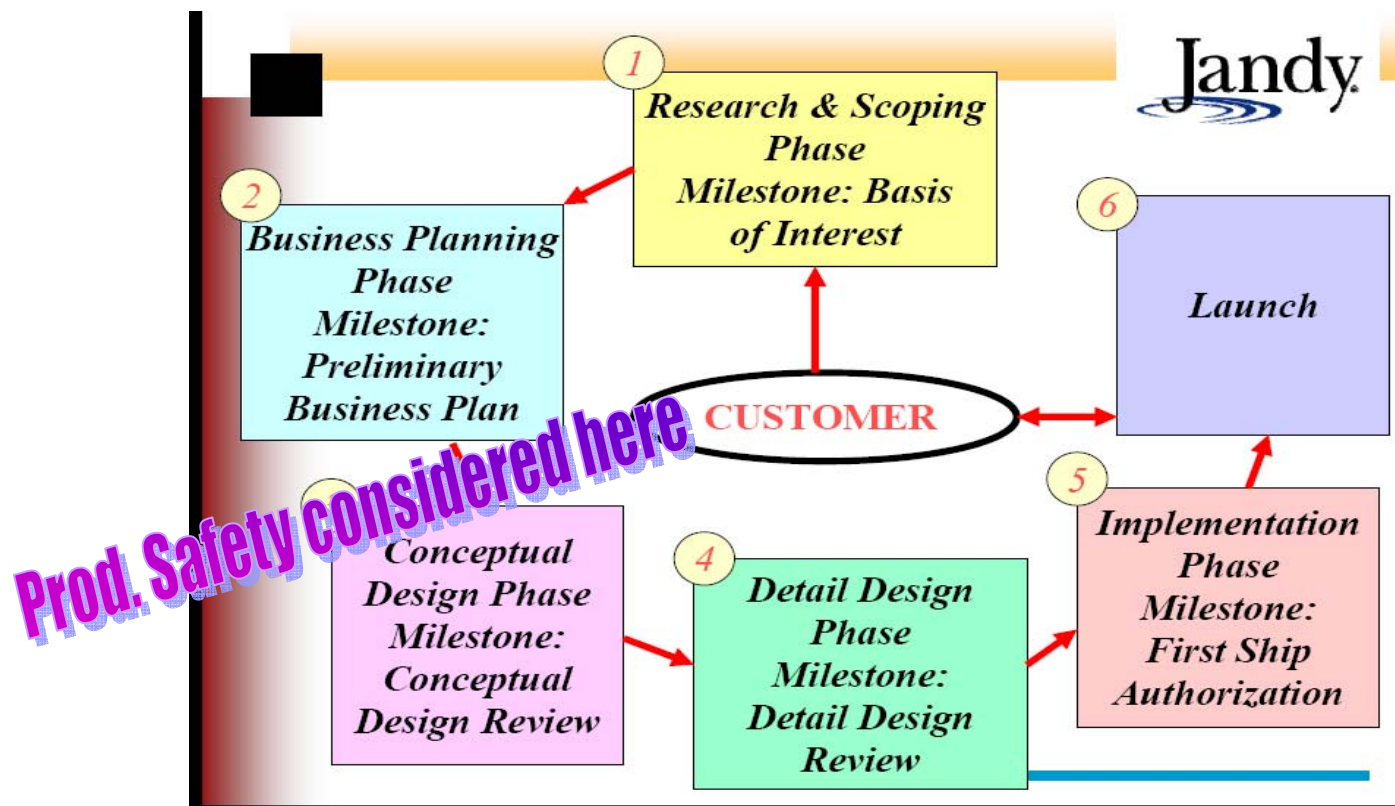 Jandy.
1
Research & Scoping
Phase
Milestone: Basis
of Interest
2
Business Planning
Phase
Milestone:
Preliminary
Business Plan
6
Launch
CUSTOMER
Prod. Safety considered here
Conceptual
Design Phase
Milestone:
Conceptual
Design Review
4
Detail Design
Phase
Milestone:
Detail Design
Review
5
Implementation
Phase
Milestone:
First Ship
Authorization